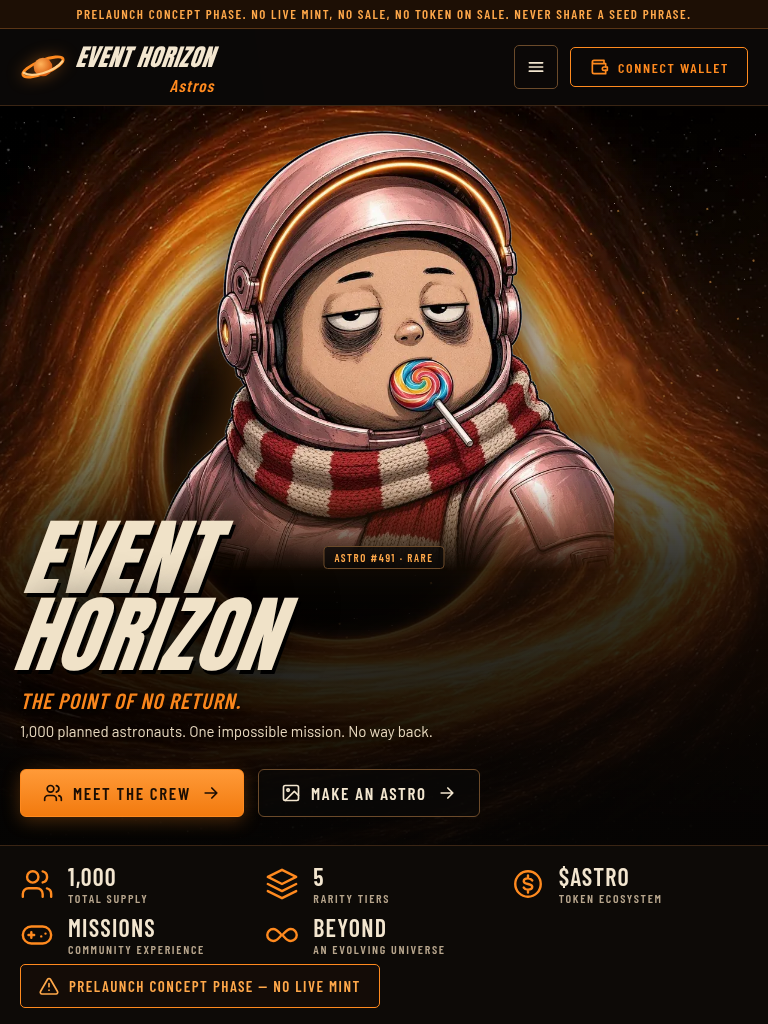 PRELAUNCH CONCEPT PHASE. NO LIVE MINT, NO SALE, NO TOKEN ON SALE. NEVER SHARE A SEED PHRASE.
EVENT HORIZON
Astros
CONNECT WALLET
ASTRO #491 · RARE
EVENT
HORIZON
THE POINT OF NO RETURN.
1,000 planned astronauts. One impossible mission. No way back.
MEET THE CREW
MAKE AN ASTRO
1,000
TOTAL SUPPLY
5
RARITY TIERS
$ASTRO
TOKEN ECOSYSTEM
MISSIONS
COMMUNITY EXPERIENCE
BEYOND
AN EVOLVING UNIVERSE
PRELAUNCH CONCEPT PHASE — NO LIVE MINT